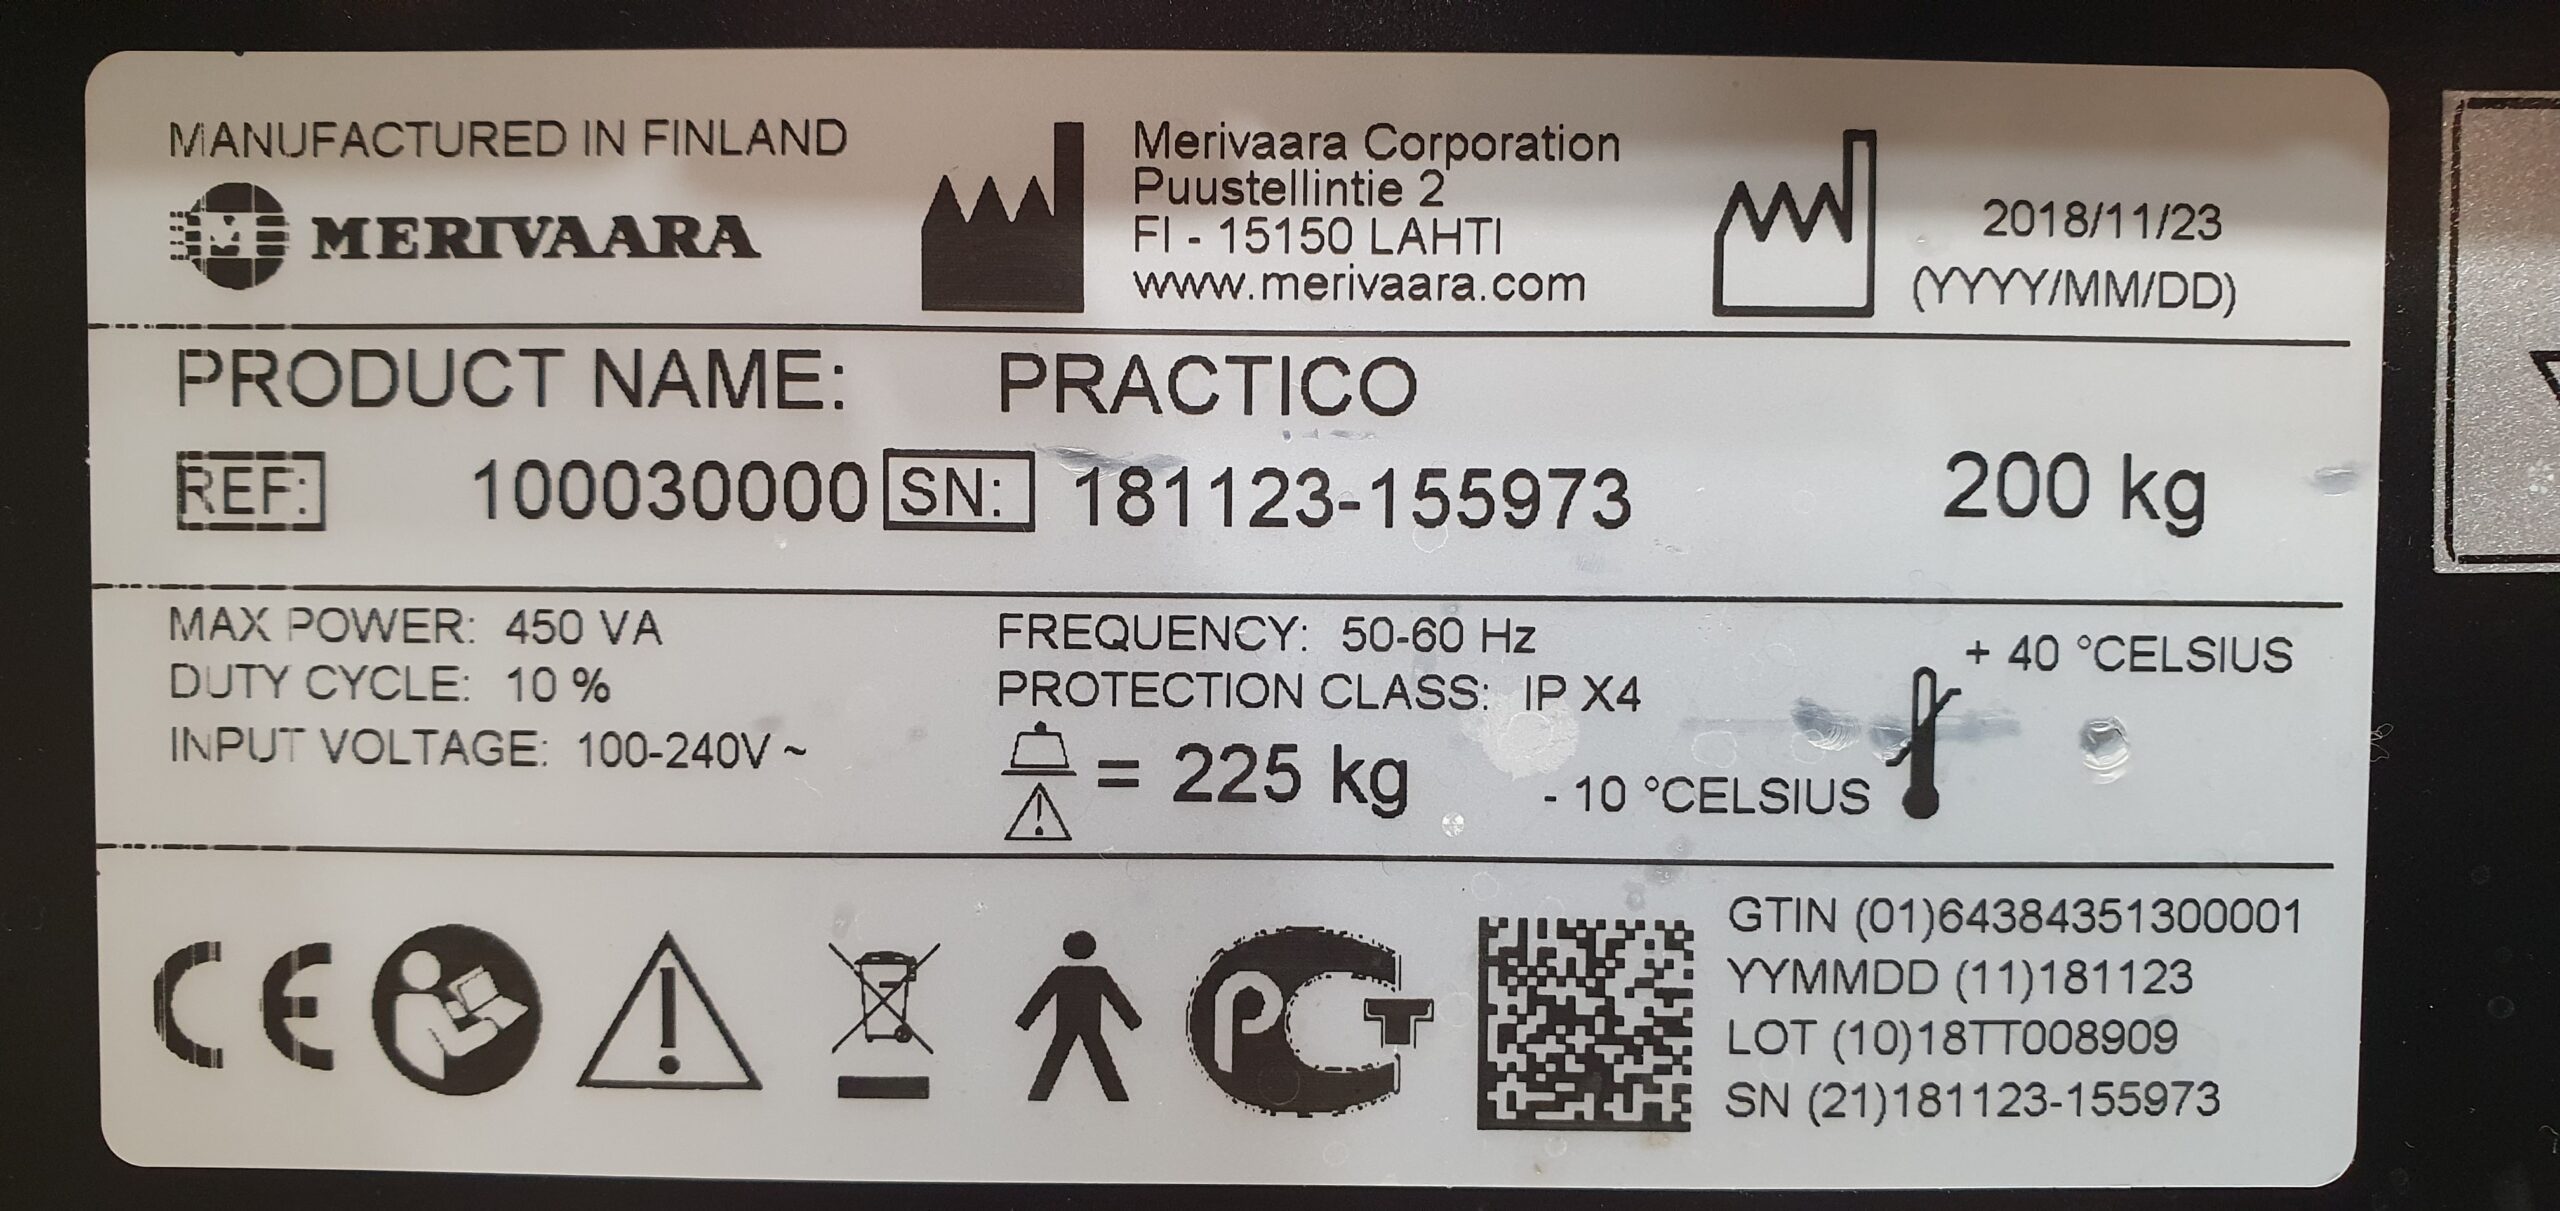 MANUFACTURED IN FINLAND
M MERIVAARA
Merivaara Corporation
Puustellintie 2
FI - 15150 LAHTI
www.merivaara.com
2018/11/23
(YYYY/MM/DD)
PRODUCT NAME: PRACTICO
REF: 100030000 SN: 181123-155973 200 kg
MAX POWER: 450 VA
DUTY CYCLE: 10 %
INPUT VOLTAGE: 100-240V ~
FREQUENCY: 50-60 Hz
PROTECTION CLASS: IP X4
= 225 kg
+ 40 °CELSIUS
- 10 °CELSIUS
CE
PCT
GTIN (01)64384351300001
YYMMDD (11)181123
LOT (10)18TT008909
SN (21)181123-155973